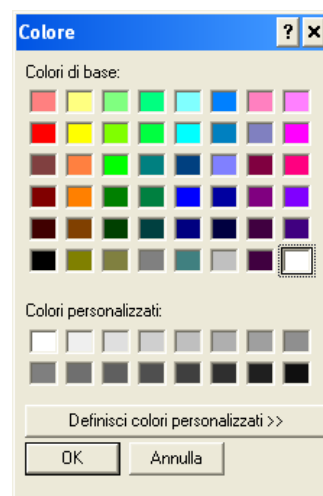 Colore
Colori di base:
Colori personalizzati:
Definisci colori personalizzati >>
OK Annulla